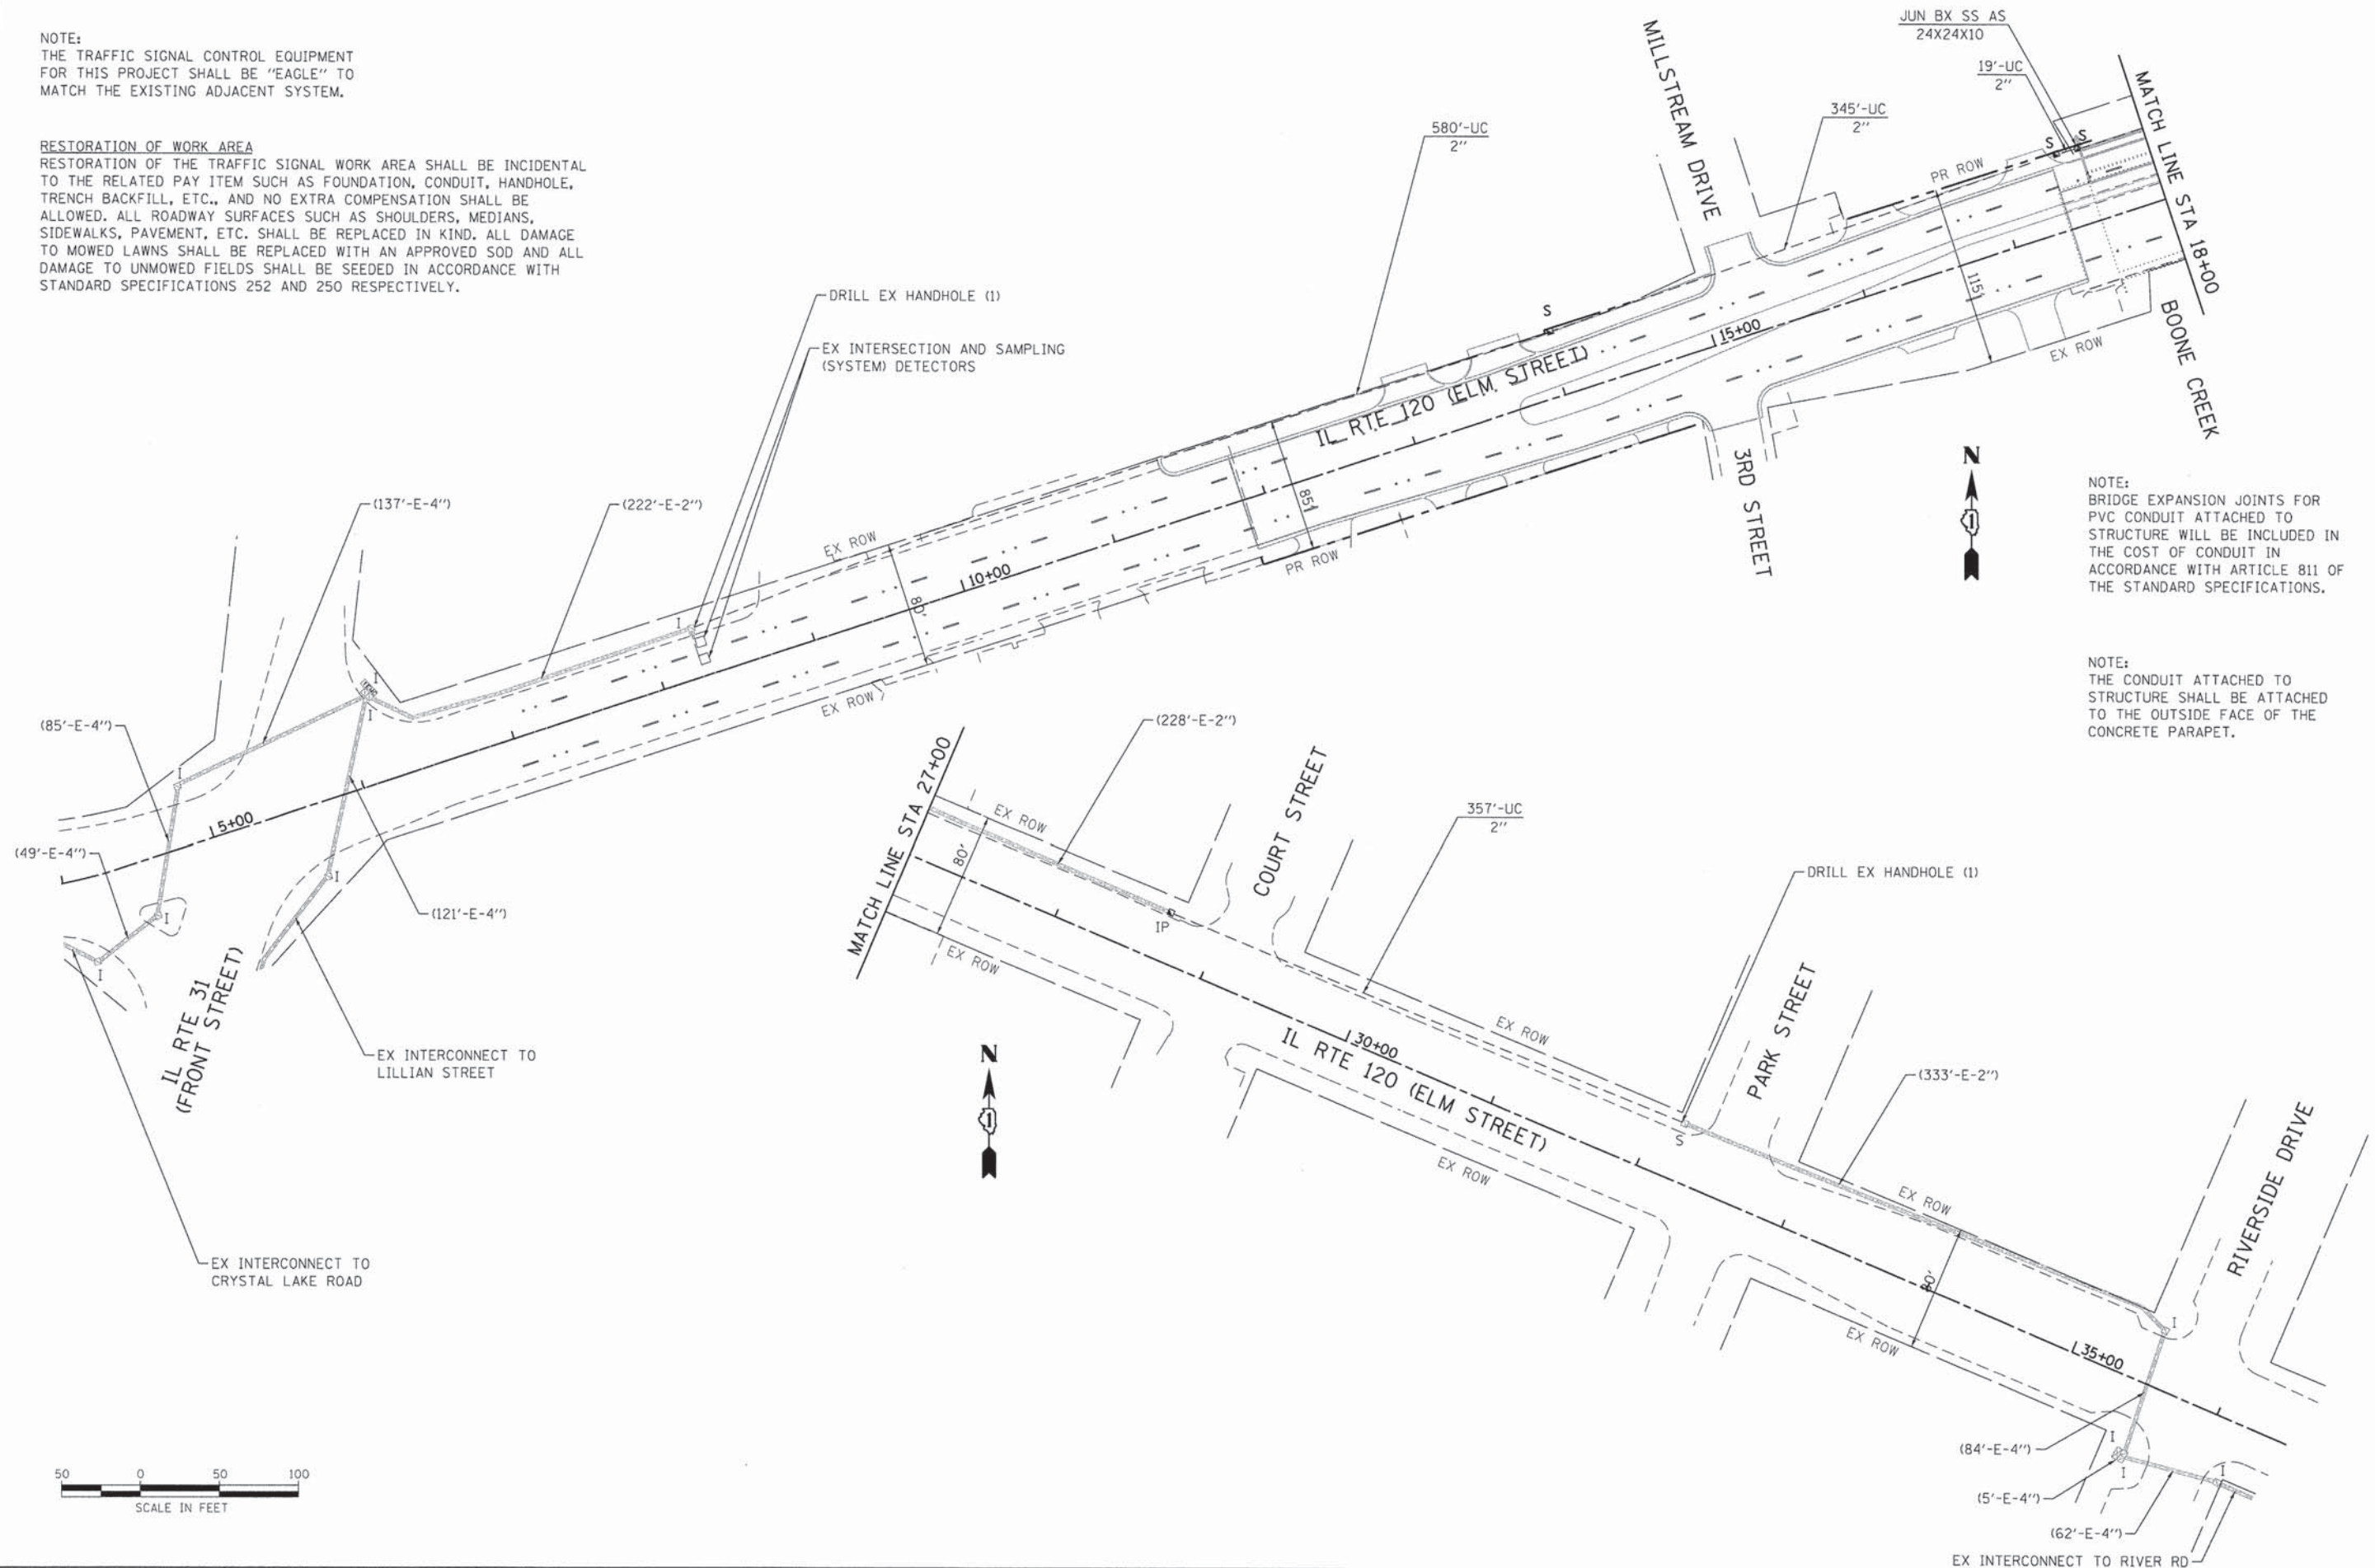 NOTE:
THE TRAFFIC SIGNAL CONTROL EQUIPMENT
FOR THIS PROJECT SHALL BE "EAGLE" TO
MATCH THE EXISTING ADJACENT SYSTEM.
RESTORATION OF WORK AREA
RESTORATION OF THE TRAFFIC SIGNAL WORK AREA SHALL BE INCIDENTAL
TO THE RELATED PAY ITEM SUCH AS FOUNDATION, CONDUIT, HANDHOLE,
TRENCH BACKFILL, ETC., AND NO EXTRA COMPENSATION SHALL BE
ALLOWED. ALL ROADWAY SURFACES SUCH AS SHOULDERS, MEDIANS,
SIDEWALKS, PAVEMENT, ETC. SHALL BE REPLACED IN KIND. ALL DAMAGE
TO MOWED LAWNS SHALL BE REPLACED WITH AN APPROVED SOD AND ALL
DAMAGE TO UNMOWED FIELDS SHALL BE SEEDED IN ACCORDANCE WITH
STANDARD SPECIFICATIONS 252 AND 250 RESPECTIVELY.
JUN BX SS AS
24X24X10
19'-UC
2"
MATCH LINE STA 18+00
MILLSTREAM DRIVE
345'-UC
2"
580'-UC
2"
S
S
PR ROW
DRILL EX HANDHOLE (1)
EX INTERSECTION AND SAMPLING
(SYSTEM) DETECTORS
S
15+00
115'
EX ROW
BOONE CREEK
IL RTE 120 (ELM STREET)
3RD STREET
N
1
NOTE:
BRIDGE EXPANSION JOINTS FOR
PVC CONDUIT ATTACHED TO
STRUCTURE WILL BE INCLUDED IN
THE COST OF CONDUIT IN
ACCORDANCE WITH ARTICLE 811 OF
THE STANDARD SPECIFICATIONS.
(137'-E-4")
(222'-E-2")
EX ROW
85'
PR ROW
10+00
80'
I
EX ROW
NOTE:
THE CONDUIT ATTACHED TO
STRUCTURE SHALL BE ATTACHED
TO THE OUTSIDE FACE OF THE
CONCRETE PARAPET.
I
I
(85'-E-4")
I
5+00
(49'-E-4")
I
I
I
(121'-E-4")
IL RTE 31
(FRONT STREET)
EX INTERCONNECT TO
LILLIAN STREET
EX INTERCONNECT TO
CRYSTAL LAKE ROAD
MATCH LINE STA 27+00
(228'-E-2")
COURT STREET
357'-UC
2"
EX ROW
80'
IP
EX ROW
DRILL EX HANDHOLE (1)
EX ROW
PARK STREET
30+00
IL RTE 120 (ELM STREET)
N
1
S
(333'-E-2")
EX ROW
EX ROW
RIVERSIDE DRIVE
80'
I
EX ROW
35+00
(84'-E-4")
I
I
I
(5'-E-4")
(62'-E-4")
EX INTERCONNECT TO RIVER RD
50 0 50 100
SCALE IN FEET